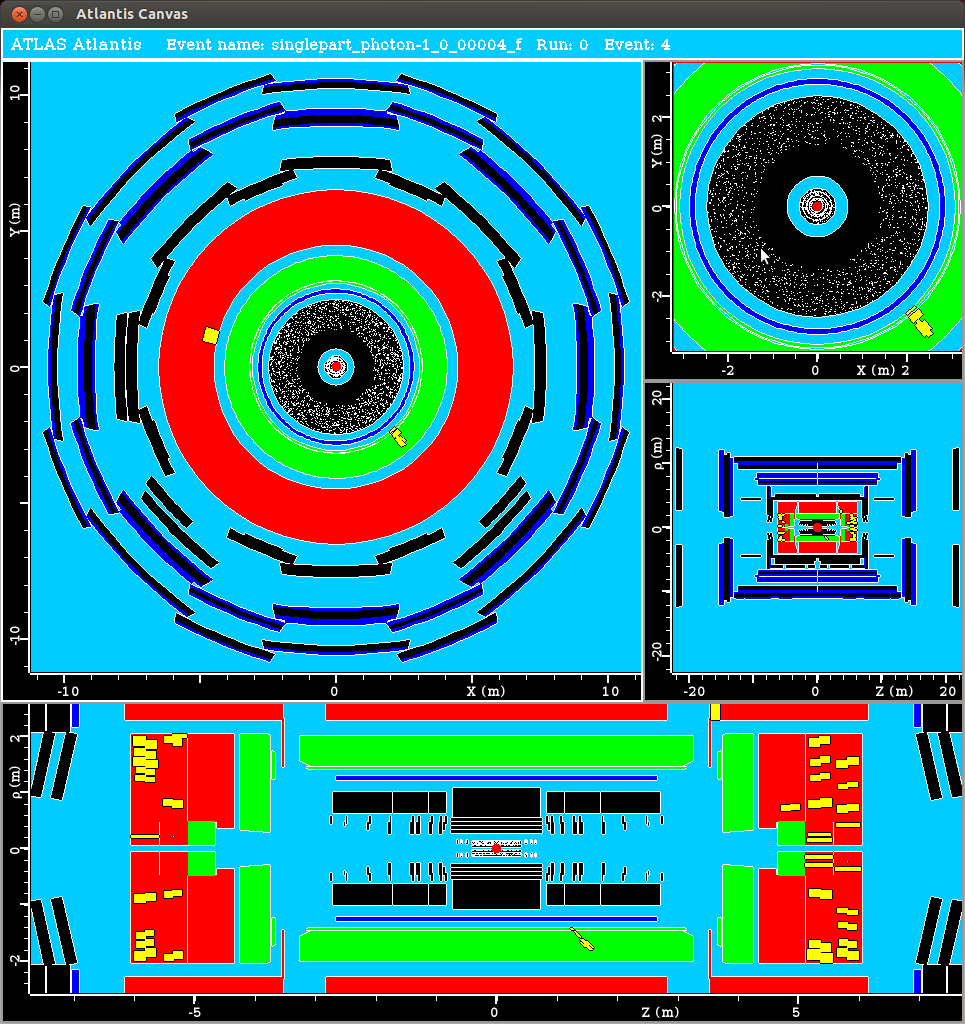 Atlantis Canvas
ATLAS Atlantis Event name: singlepart_photon-1_0_00004_f Run: 0 Event: 4
10
Y (m)
0
-10
-10 0 X (m) 10
2
Y (m)
0
-2
-2 0 X (m) 2
20
ρ (m)
0
-20
-20 0 Z (m) 20
2
ρ (m)
0
-2
-5 0 Z (m) 5